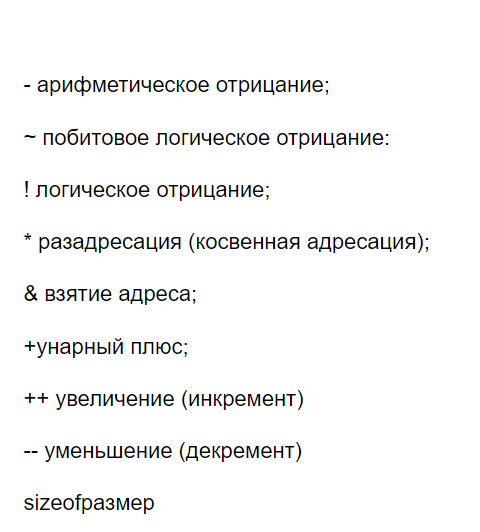 - арифметическое отрицание;
~ побитовое логическое отрицание:
! логическое отрицание;
* разадресация (косвенная адресация);
& взятие адреса;
+унарный плюс;
++ увеличение (инкремент)
-- уменьшение (декремент)
sizeofразмер